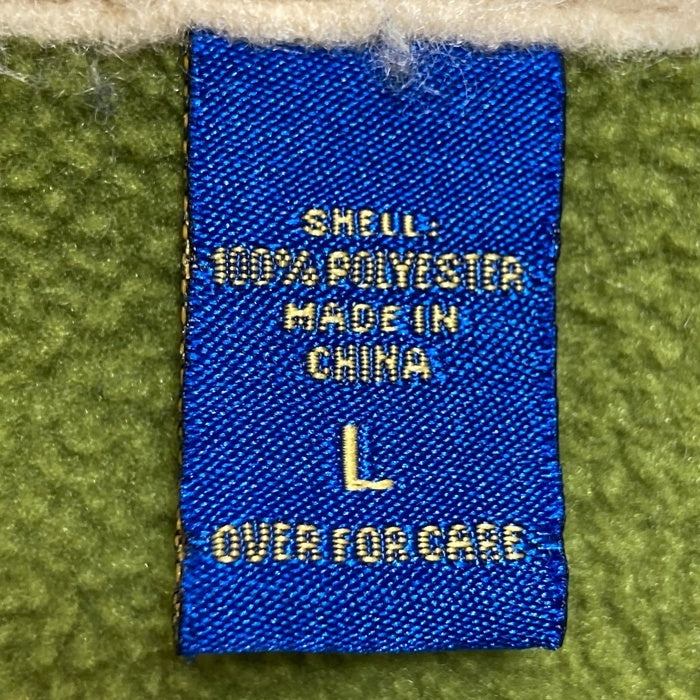 SHELL:
100% POLYESTER
MADE IN
CHINA
L
OVER FOR CARE